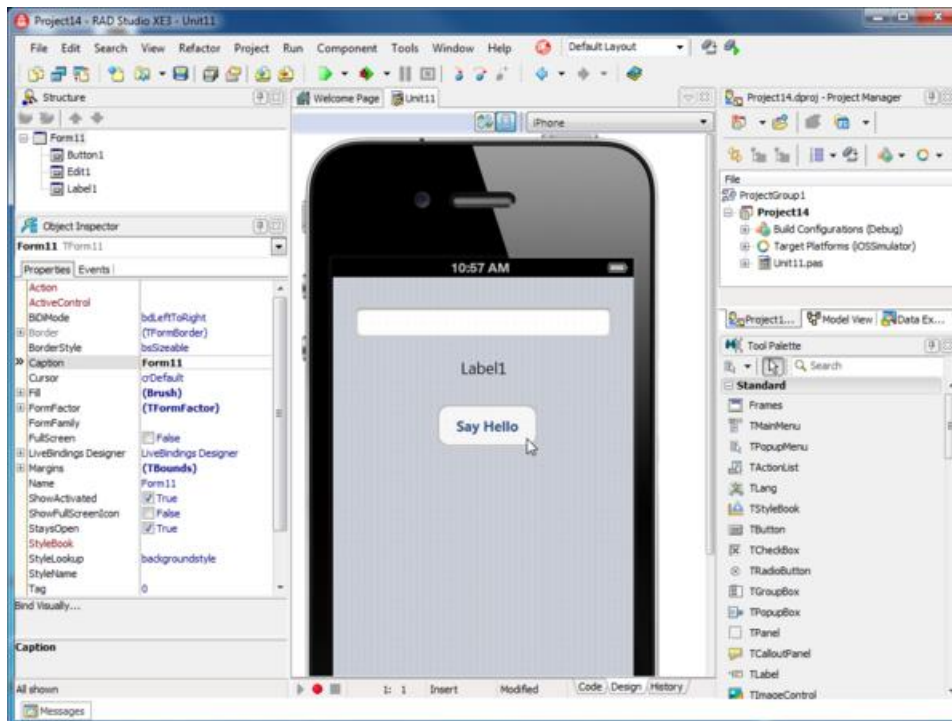 Project14 - RAD Studio XE3 - Unit11
File Edit Search View Refactor Project Run Component Tools Window Help
Default Layout
Structure
Form11
Button1
Edit1
Label1
Object Inspector
Form11 TForm11
Properties Events
Action
ActiveControl
BiDiMode bdLeftToRight
Border (TFormBorder)
BorderStyle bsSizeable
Caption Form11
Cursor crDefault
Fill (Brush)
FormFactor (TFormFactor)
FormFamily
FullScreen False
LiveBindings Designer LiveBindings Designer
Margins (TBounds)
Name Form11
ShowActivated True
ShowFullScreenIcon False
StaysOpen True
StyleBook
StyleLookup backgroundstyle
StyleName
Tag 0
Bind Visually...
Caption
All shown
Messages
Welcome Page Unit11
iPhone
10:57 AM
Label1
Say Hello
1: 1 Insert Modified Code Design History
Project14.dproj - Project Manager
File
ProjectGroup1
Project14
Build Configurations (Debug)
Target Platforms (iOSSimulator)
Unit11.pas
Project1... Model View Data Ex...
Tool Palette
Search
Standard
Frames
TMainMenu
TPopupMenu
TActionList
TLang
TStyleBook
TButton
TCheckBox
TRadioButton
TGroupBox
TPopupBox
TPanel
TCalloutPanel
TLabel
TImageControl